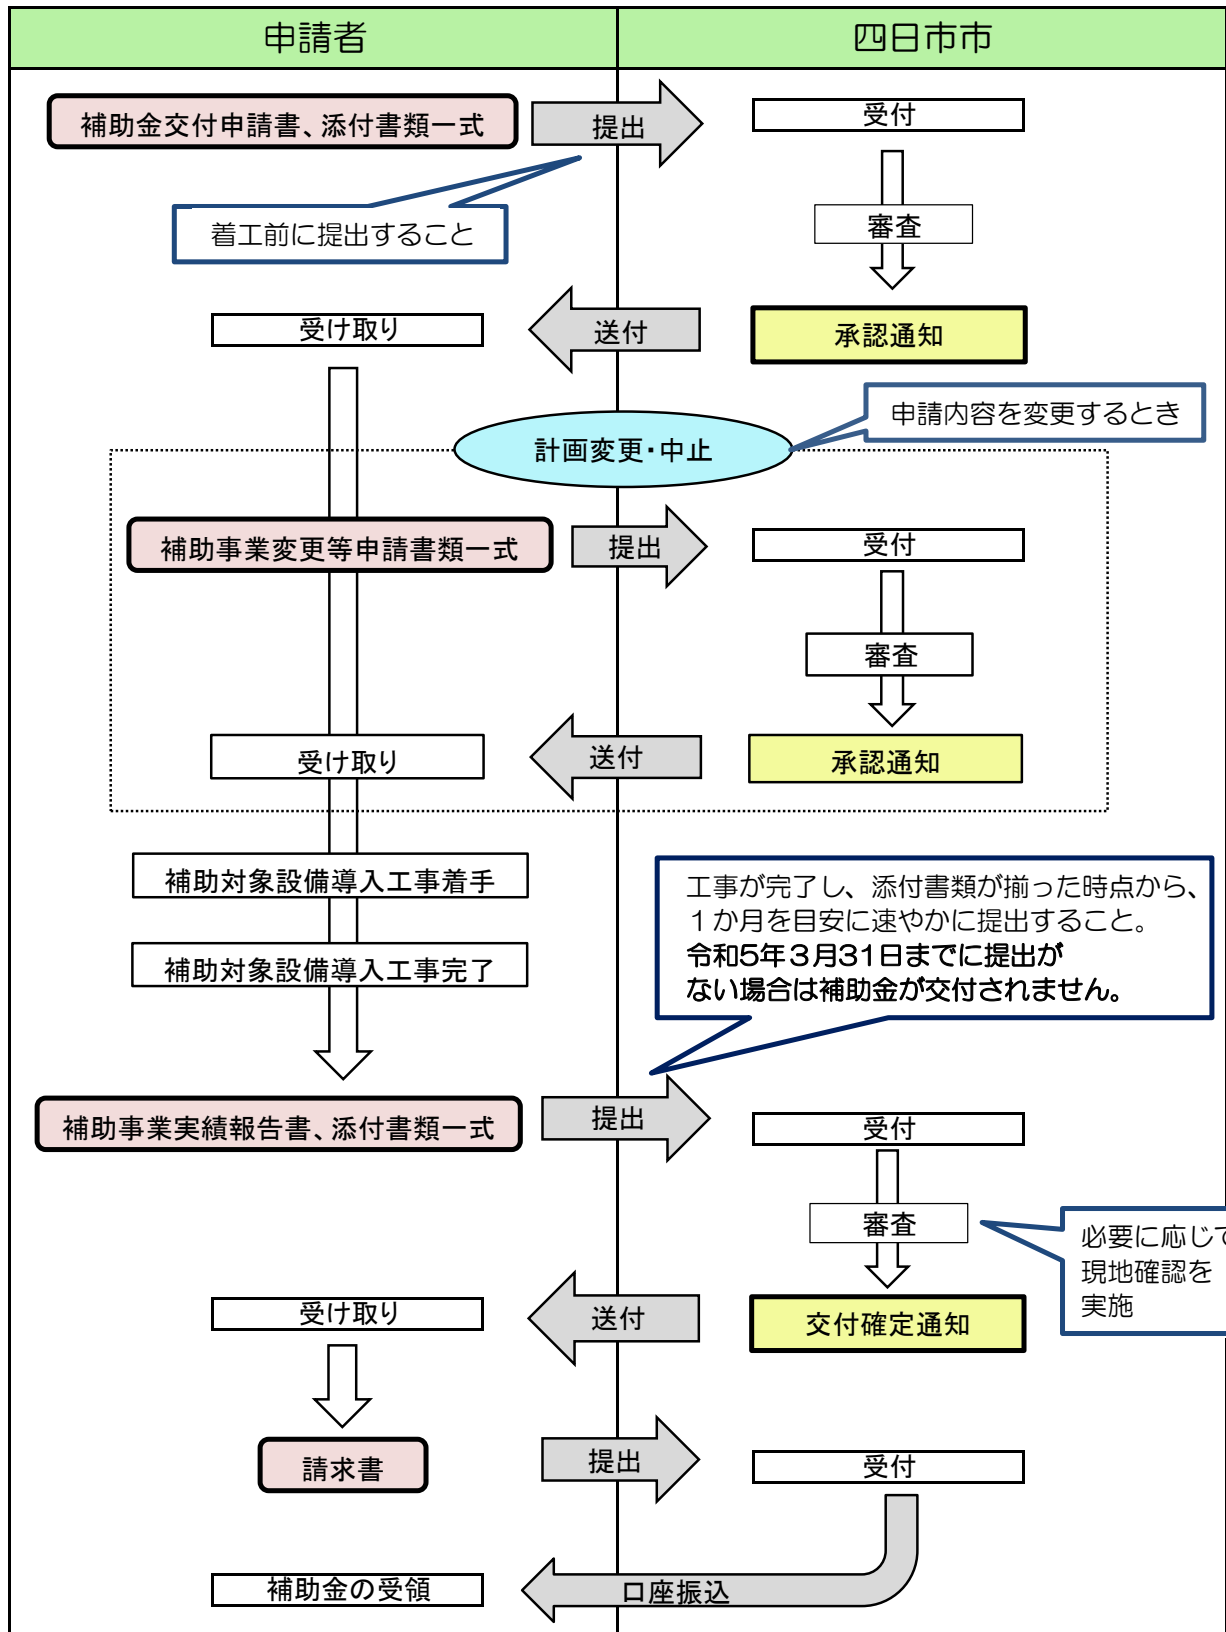 申請者
四日市市
補助金交付申請書、添付書類一式
提出
受付
着工前に提出すること
審査
受け取り
送付
承認通知
申請内容を変更するとき
計画変更・中止
補助事業変更等申請書類一式
提出
受付
審査
受け取り
送付
承認通知
補助対象設備導入工事着手
工事が完了し、添付書類が揃った時点から、
１か月を目安に速やかに提出すること。
令和5年３月31日までに提出が
ない場合は補助金が交付されません。
補助対象設備導入工事完了
補助事業実績報告書、添付書類一式
提出
受付
審査
必要に応じて
現地確認を
実施
受け取り
送付
交付確定通知
請求書
提出
受付
補助金の受領
口座振込